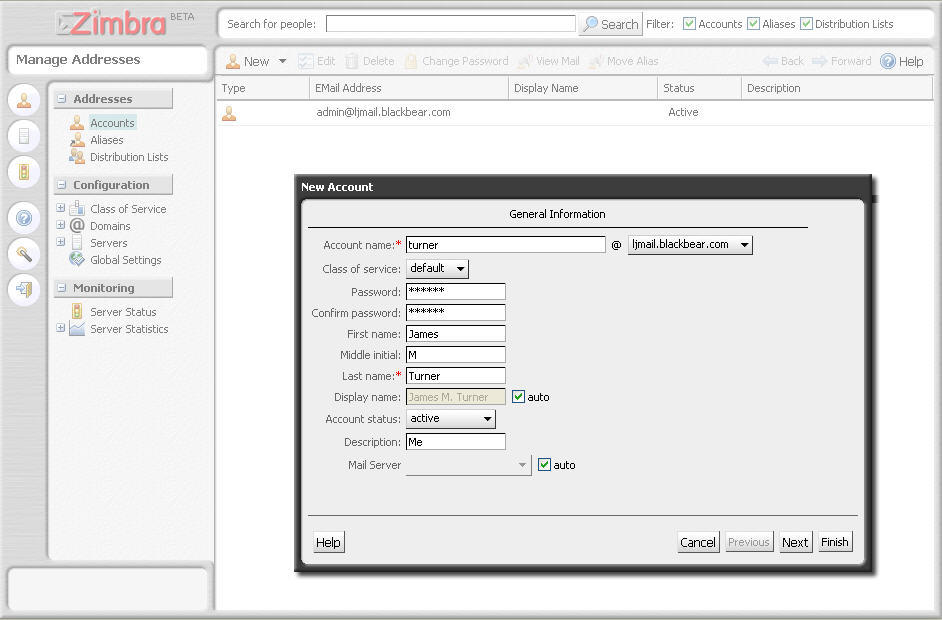 Zimbra BETA
Search for people: Search Filter: Accounts Aliases Distribution Lists
Manage Addresses
New Edit Delete Change Password View Mail Move Alias Back Forward Help
Type EMail Address Display Name Status Description
admin@ljmail.blackbear.com Active
Addresses
Accounts
Aliases
Distribution Lists
Configuration
Class of Service
Domains
Servers
Global Settings
Monitoring
Server Status
Server Statistics
New Account
General Information
Account name:* turner @ ljmail.blackbear.com
Class of service: default
Password: ******
Confirm password: ******
First name: James
Middle initial: M
Last name:* Turner
Display name: James M. Turner auto
Account status: active
Description: Me
Mail Server auto
Help Cancel Previous Next Finish